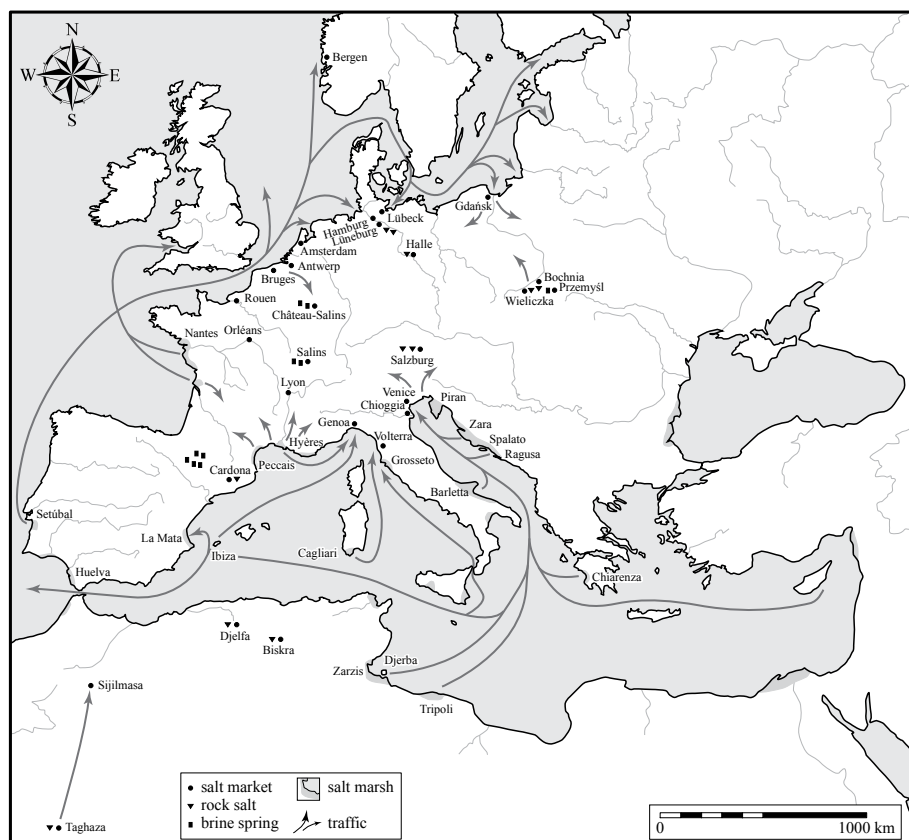 N
W E
S
Bergen
Gdańsk
Lübeck
Hamburg
Lüneburg
Halle
Amsterdam
Antwerp
Bruges
Bochnia
Przemyśl
Wieliczka
Rouen
Château-Salins
Nantes
Orléans
Salins
Salzburg
Lyon
Venice
Chioggia
Piran
Genoa
Zara
Hyères
Volterra
Spalato
Ragusa
Cardona
Peccais
Grosseto
Barletta
Setúbal
La Mata
Ibiza
Cagliari
Huelva
Chiarenza
Djelfa
Biskra
Djerba
Zarzis
Sijilmasa
Tripoli
Taghaza
salt market
rock salt
brine spring
salt marsh
traffic
0 1000 km